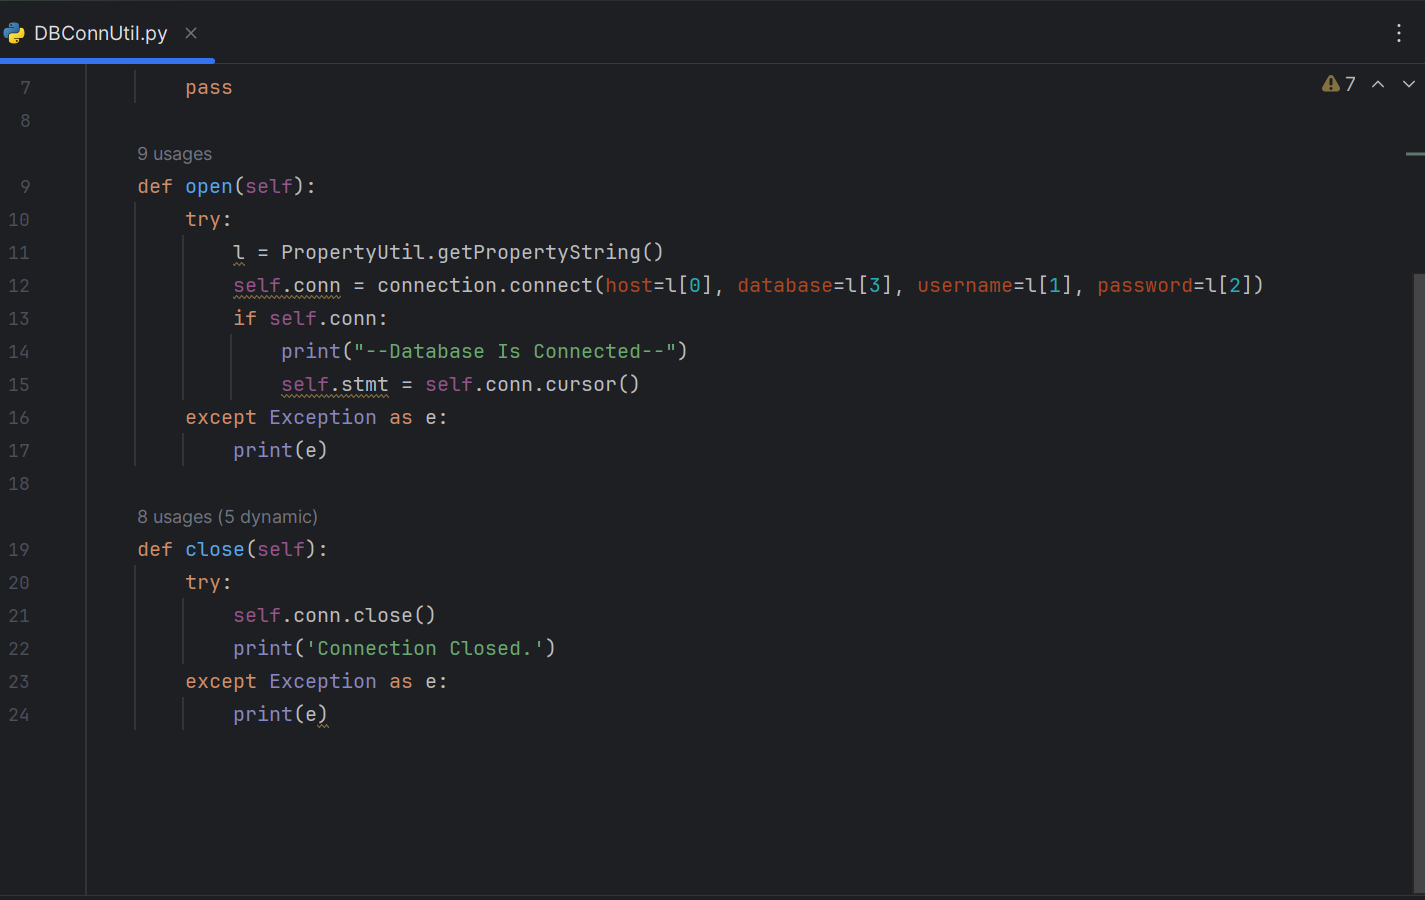 DBConnUtil.py
7
7 pass
8
9 usages
9 def open(self):
10 try:
11 l = PropertyUtil.getPropertyString()
12 self.conn = connection.connect(host=l[0], database=l[3], username=l[1], password=l[2])
13 if self.conn:
14 print("--Database Is Connected--")
15 self.stmt = self.conn.cursor()
16 except Exception as e:
17 print(e)
18
8 usages (5 dynamic)
19 def close(self):
20 try:
21 self.conn.close()
22 print('Connection Closed.')
23 except Exception as e:
24 print(e)